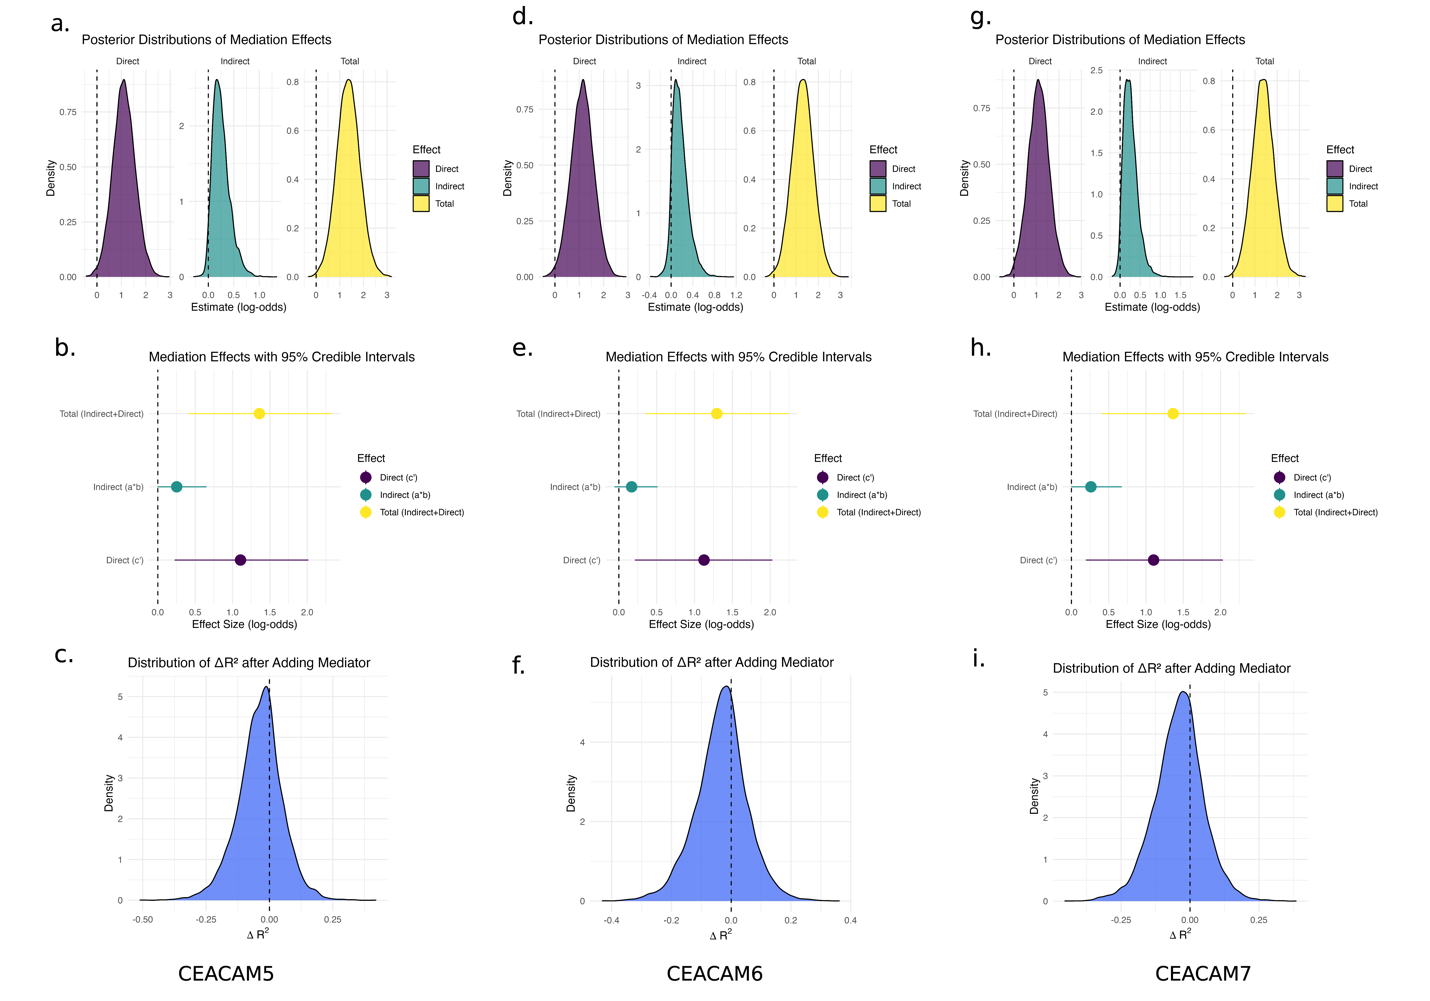 a.
Posterior Distributions of Mediation Effects
Direct Indirect Total
Density
0.00 0.25 0.50 0.75
0 1 2
0.0 0.2 0.4 0.6 0.8
0 1 2 3 0.0 0.5 1.0 0 1 2 3
Estimate (log-odds)
Effect
Direct
Indirect
Total
b.
Mediation Effects with 95% Credible Intervals
Total (Indirect+Direct)
Indirect (a*b)
Direct (c')
0.0 0.5 1.0 1.5 2.0
Effect Size (log-odds)
Effect
Direct (c')
Indirect (a*b)
Total (Indirect+Direct)
c.
Distribution of ΔR² after Adding Mediator
Density
0 1 2 3 4 5
-0.50 -0.25 0.00 0.25
Δ R²
CEACAM5
d.
Posterior Distributions of Mediation Effects
Direct Indirect Total
Density
0.00 0.25 0.50 0.75
0 1 2 3
0.0 0.2 0.4 0.6 0.8
0 1 2 3 -0.4 0.0 0.4 0.8 1.2 0 1 2 3
Estimate (log-odds)
Effect
Direct
Indirect
Total
e.
Mediation Effects with 95% Credible Intervals
Total (Indirect+Direct)
Indirect (a*b)
Direct (c')
0.0 0.5 1.0 1.5 2.0
Effect Size (log-odds)
Effect
Direct (c')
Indirect (a*b)
Total (Indirect+Direct)
f.
Distribution of ΔR² after Adding Mediator
Density
0 2 4
-0.4 -0.2 0.0 0.2 0.4
Δ R²
CEACAM6
g.
Posterior Distributions of Mediation Effects
Direct Indirect Total
Density
0.00 0.25 0.50 0.75
0.0 0.5 1.0 1.5 2.0 2.5
0.0 0.2 0.4 0.6 0.8
0 1 2 3 0.0 0.5 1.0 1.5 0 1 2 3
Estimate (log-odds)
Effect
Direct
Indirect
Total
h.
Mediation Effects with 95% Credible Intervals
Total (Indirect+Direct)
Indirect (a*b)
Direct (c')
0.0 0.5 1.0 1.5 2.0
Effect Size (log-odds)
Effect
Direct (c')
Indirect (a*b)
Total (Indirect+Direct)
i.
Distribution of ΔR² after Adding Mediator
Density
0 1 2 3 4 5
-0.25 0.00 0.25
Δ R²
CEACAM7